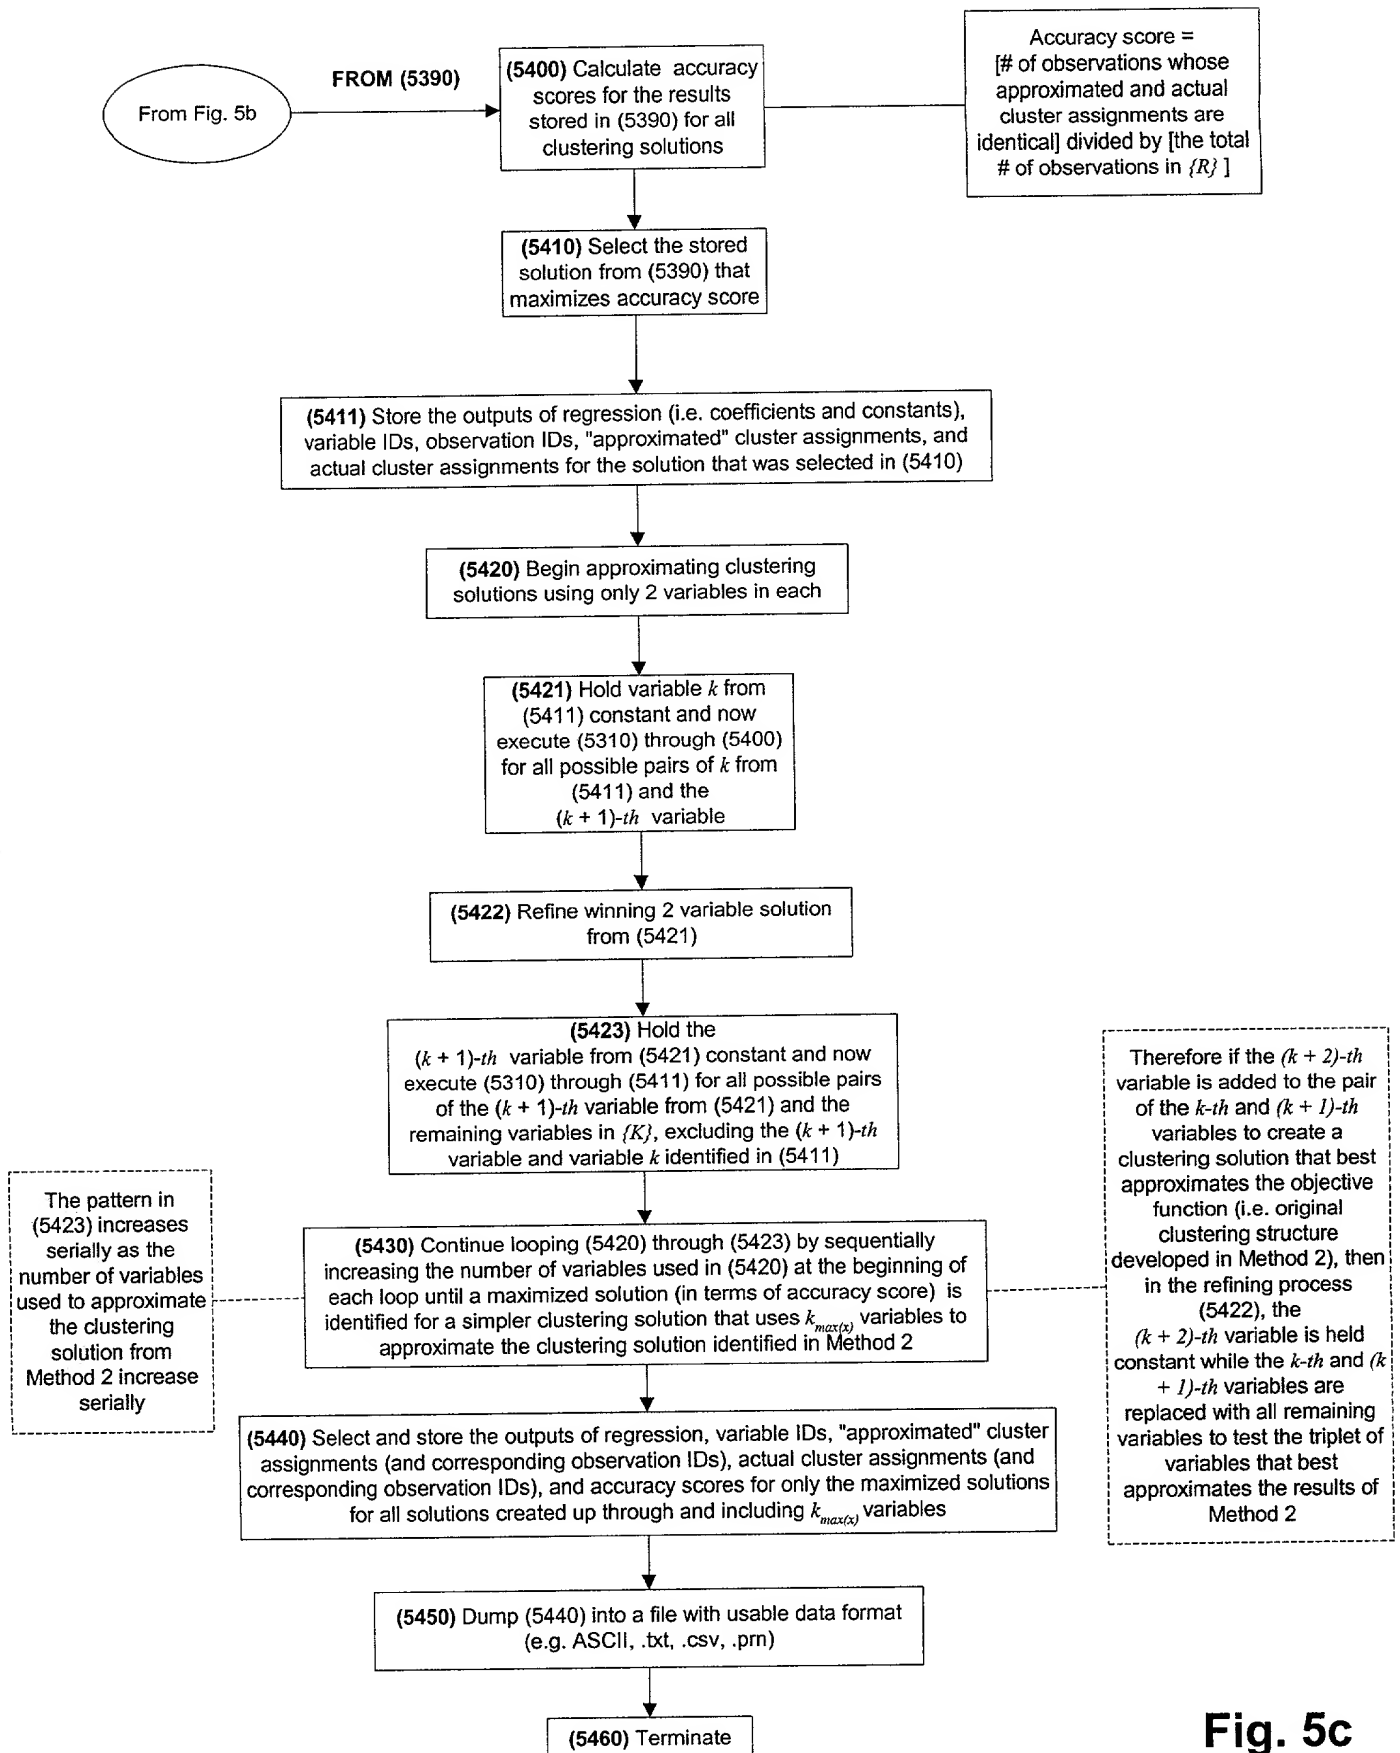 From Fig. 5b
FROM (5390)
(5400) Calculate accuracy
scores for the results
stored in (5390) for all
clustering solutions
Accuracy score =
[# of observations whose
approximated and actual
cluster assignments are
identical] divided by [the total
# of observations in {R} ]
(5410) Select the stored
solution from (5390) that
maximizes accuracy score
(5411) Store the outputs of regression (i.e. coefficients and constants),
variable IDs, observation IDs, "approximated" cluster assignments, and
actual cluster assignments for the solution that was selected in (5410)
(5420) Begin approximating clustering
solutions using only 2 variables in each
(5421) Hold variable k from
(5411) constant and now
execute (5310) through (5400)
for all possible pairs of k from
(5411) and the
(k + 1)-th variable
(5422) Refine winning 2 variable solution
from (5421)
(5423) Hold the
(k + 1)-th variable from (5421) constant and now
execute (5310) through (5411) for all possible pairs
of the (k + 1)-th variable from (5421) and the
remaining variables in {K}, excluding the (k + 1)-th
variable and variable k identified in (5411)
The pattern in
(5423) increases
serially as the
number of variables
used to approximate
the clustering
solution from
Method 2 increase
serially
(5430) Continue looping (5420) through (5423) by sequentially
increasing the number of variables used in (5420) at the beginning of
each loop until a maximized solution (in terms of accuracy score) is
identified for a simpler clustering solution that uses kmax(x) variables to
approximate the clustering solution identified in Method 2
Therefore if the (k + 2)-th
variable is added to the pair
of the k-th and (k + 1)-th
variables to create a
clustering solution that best
approximates the objective
function (i.e. original
clustering structure
developed in Method 2), then
in the refining process
(5422), the
(k + 2)-th variable is held
constant while the k-th and (k
+ 1)-th variables are
replaced with all remaining
variables to test the triplet of
variables that best
approximates the results of
Method 2
(5440) Select and store the outputs of regression, variable IDs, "approximated" cluster
assignments (and corresponding observation IDs), actual cluster assignments (and
corresponding observation IDs), and accuracy scores for only the maximized solutions
for all solutions created up through and including kmax(x) variables
(5450) Dump (5440) into a file with usable data format
(e.g. ASCII, .txt, .csv, .prn)
(5460) Terminate
Fig. 5c